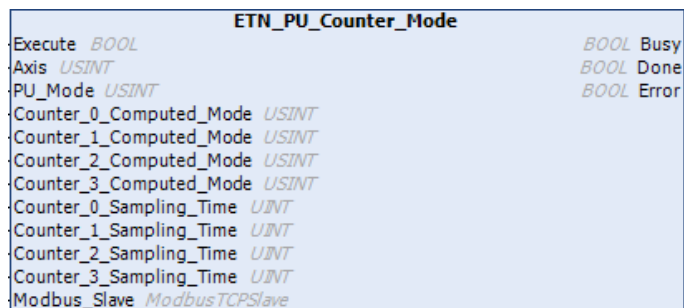 ETN_PU_Counter_Mode
Execute BOOL BOOL Busy
Axis USINT BOOL Done
PU_Mode USINT BOOL Error
Counter_0_Computed_Mode USINT
Counter_1_Computed_Mode USINT
Counter_2_Computed_Mode USINT
Counter_3_Computed_Mode USINT
Counter_0_Sampling_Time UINT
Counter_1_Sampling_Time UINT
Counter_2_Sampling_Time UINT
Counter_3_Sampling_Time UINT
Modbus_Slave ModbusTCPSlave